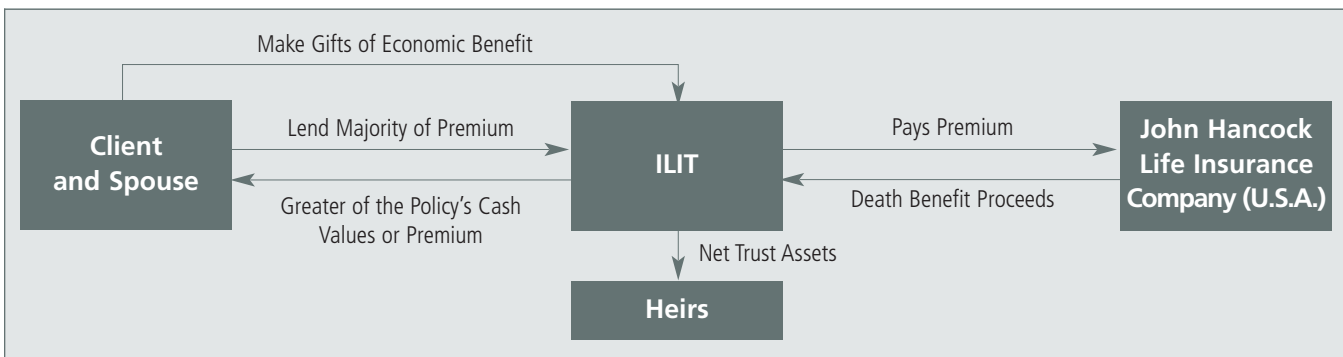 Make Gifts of Economic Benefit
Client
and Spouse
Lend Majority of Premium
Greater of the Policy's Cash
Values or Premium
ILIT
Pays Premium
Death Benefit Proceeds
John Hancock
Life Insurance
Company (U.S.A.)
Net Trust Assets
Heirs